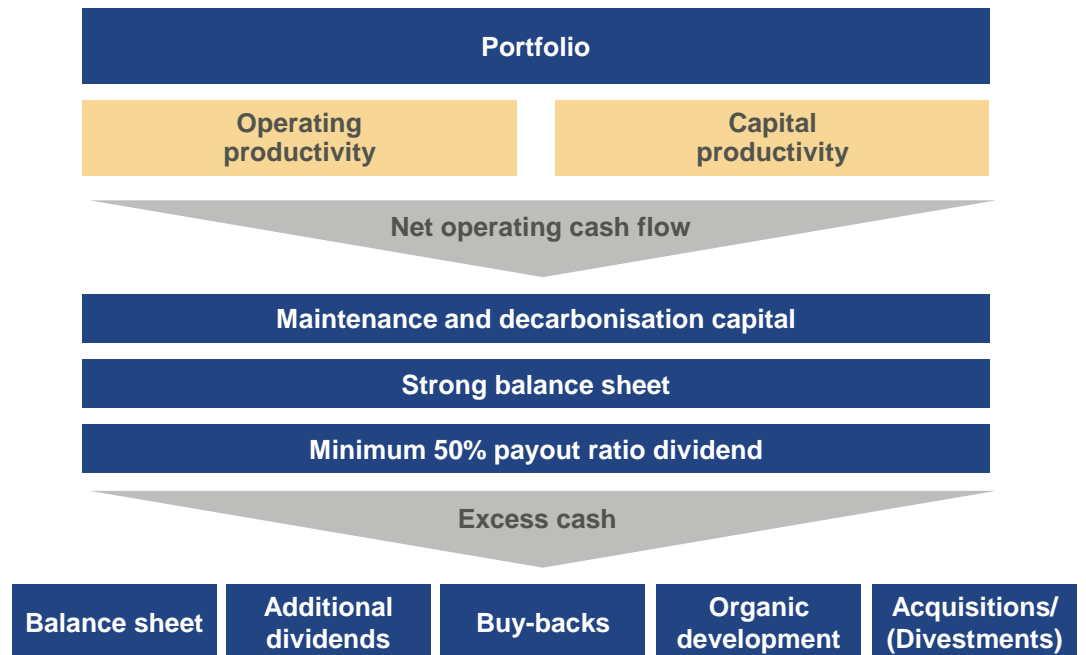 Portfolio
Operating
productivity
Capital
productivity
Net operating cash flow
Maintenance and decarbonisation capital
Strong balance sheet
Minimum 50% payout ratio dividend
Excess cash
Balance sheet
Additional
dividends
Buy-backs
Organic
development
Acquisitions/
(Divestments)